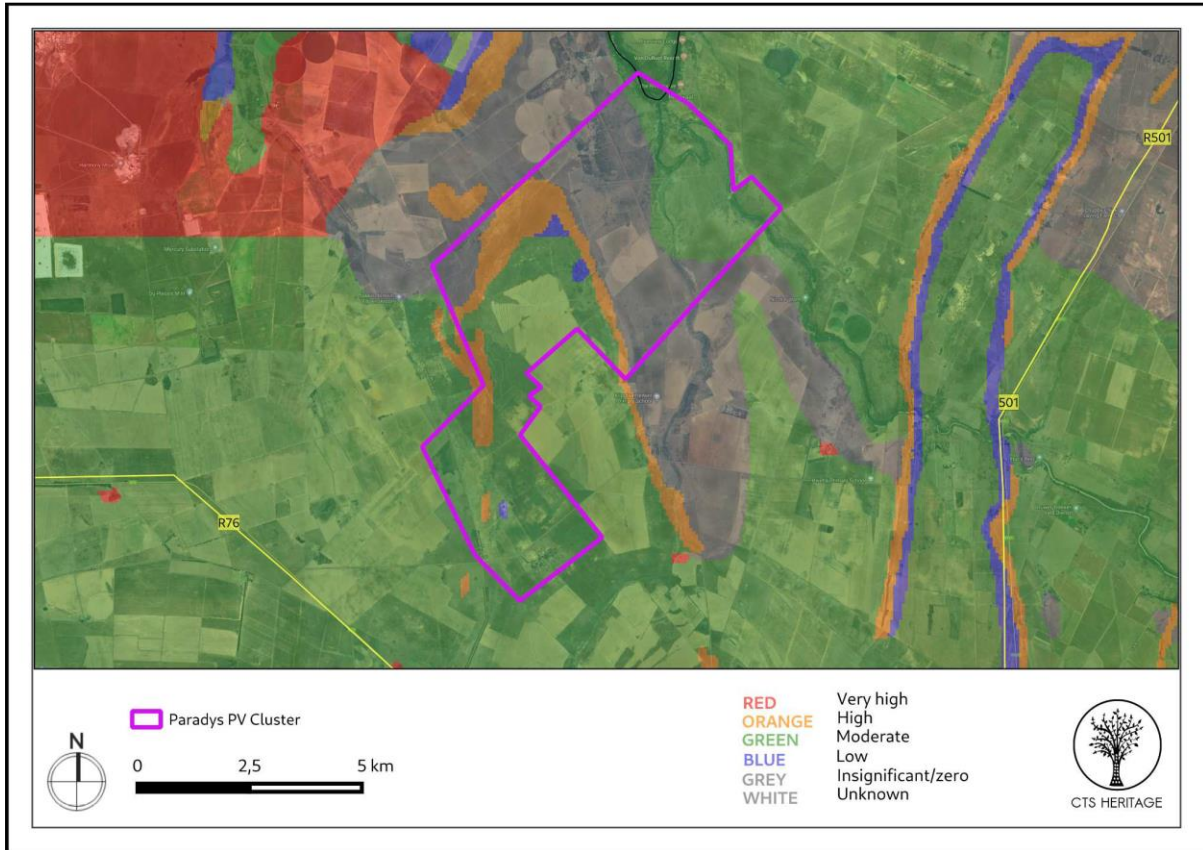 R501
501
R76
Paradys PV Cluster
N
0 2,5 5 km
RED Very high
ORANGE High
GREEN Moderate
BLUE Low
GREY Insignificant/zero
WHITE Unknown
CTS HERITAGE